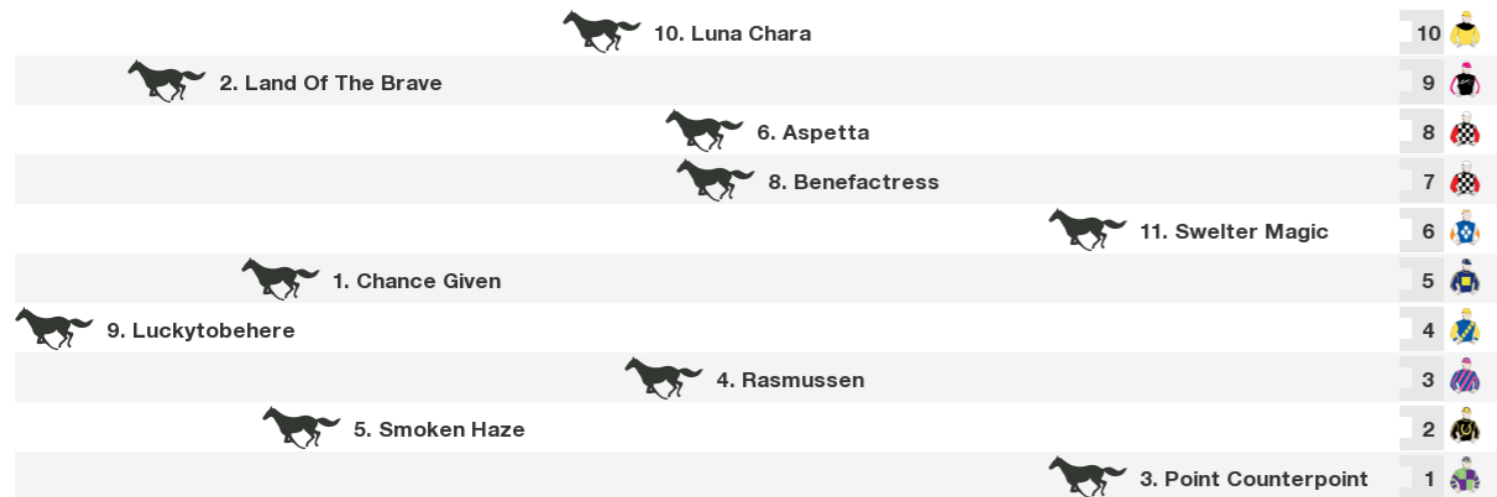 10. Luna Chara 10
2. Land Of The Brave 9
6. Aspetta 8
8. Benefactress 7
11. Swelter Magic 6
1. Chance Given 5
9. Luckytobehere 4
4. Rasmussen 3
5. Smoken Haze 2
3. Point Counterpoint 1